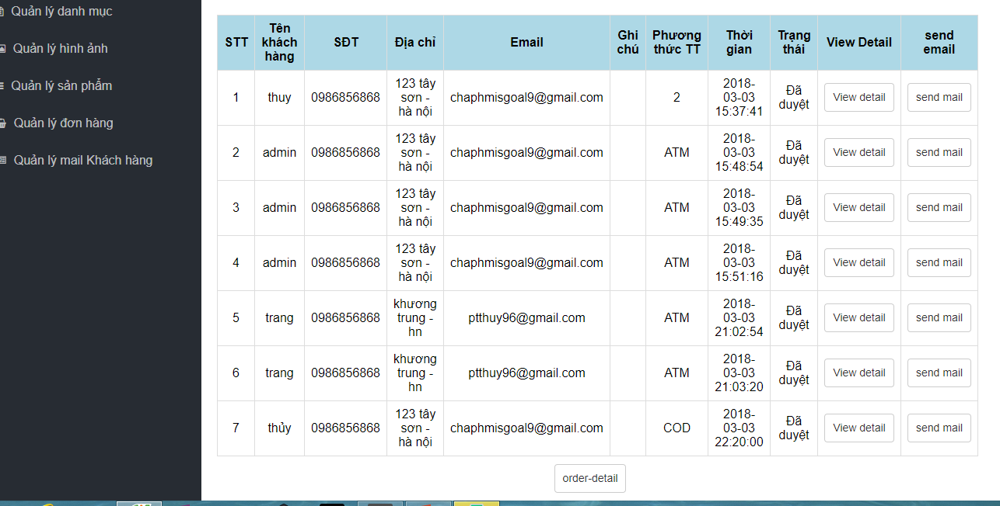 Quản lý danh mục
Quản lý hình ảnh
Quản lý sản phẩm
Quản lý đơn hàng
Quản lý mail Khách hàng
STT Tên khách hàng SĐT Địa chỉ Email Ghi chú Phương thức TT Thời gian Trạng thái View Detail send email
1 thuy 0986856868 123 tây sơn - hà nội chaphmisgoal9@gmail.com 2 2018-03-03 15:37:41 Đã duyệt View detail send mail
2 admin 0986856868 123 tây sơn - hà nội chaphmisgoal9@gmail.com ATM 2018-03-03 15:48:54 Đã duyệt View detail send mail
3 admin 0986856868 123 tây sơn - hà nội chaphmisgoal9@gmail.com ATM 2018-03-03 15:49:35 Đã duyệt View detail send mail
4 admin 0986856868 123 tây sơn - hà nội chaphmisgoal9@gmail.com ATM 2018-03-03 15:51:16 Đã duyệt View detail send mail
5 trang 0986856868 khương trung - hn ptthuy96@gmail.com ATM 2018-03-03 21:02:54 Đã duyệt View detail send mail
6 trang 0986856868 khương trung - hn ptthuy96@gmail.com ATM 2018-03-03 21:03:20 Đã duyệt View detail send mail
7 thủy 0986856868 123 tây sơn - hà nội chaphmisgoal9@gmail.com COD 2018-03-03 22:20:00 Đã duyệt View detail send mail
order-detail